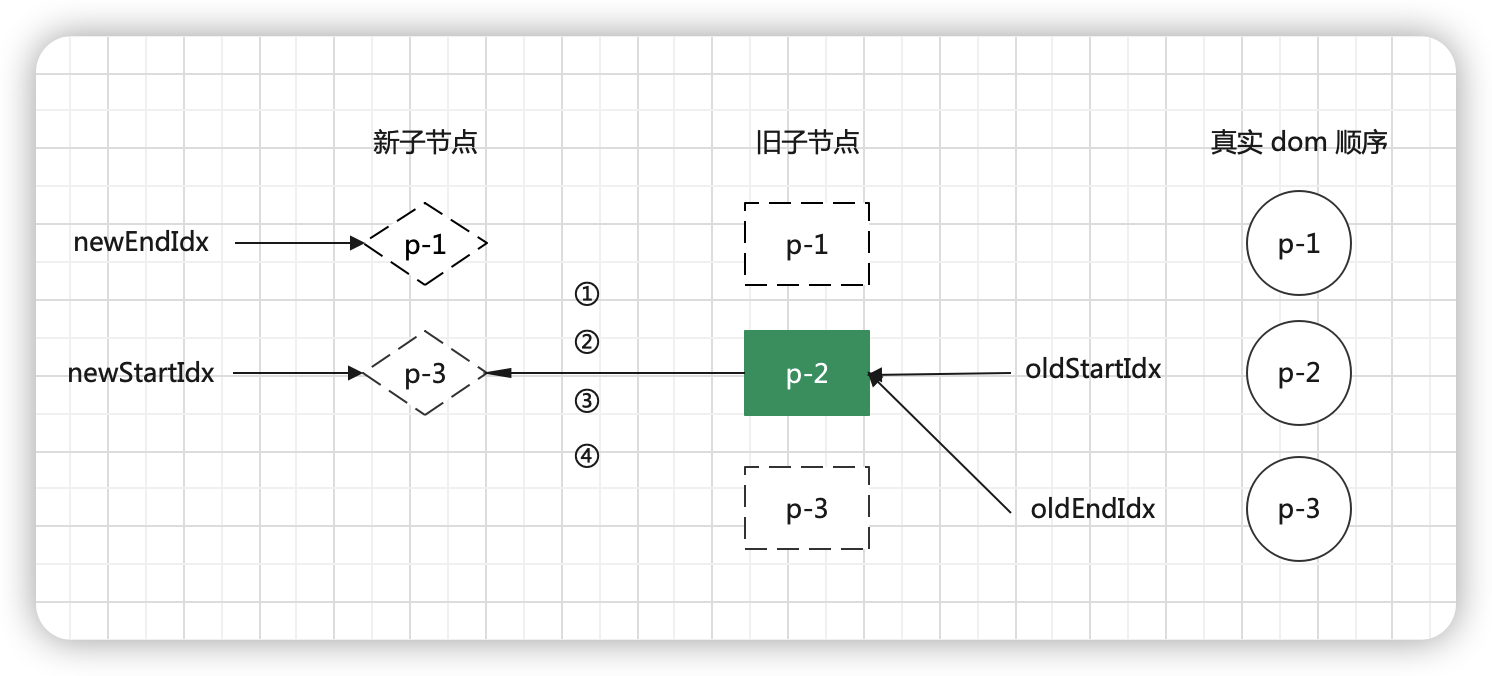 新子节点 旧子节点 真实 dom 顺序
newEndIdx p-1 p-1 p-1
①
②
newStartIdx p-3 p-2 oldStartIdx p-2
③
④
p-3 oldEndIdx p-3